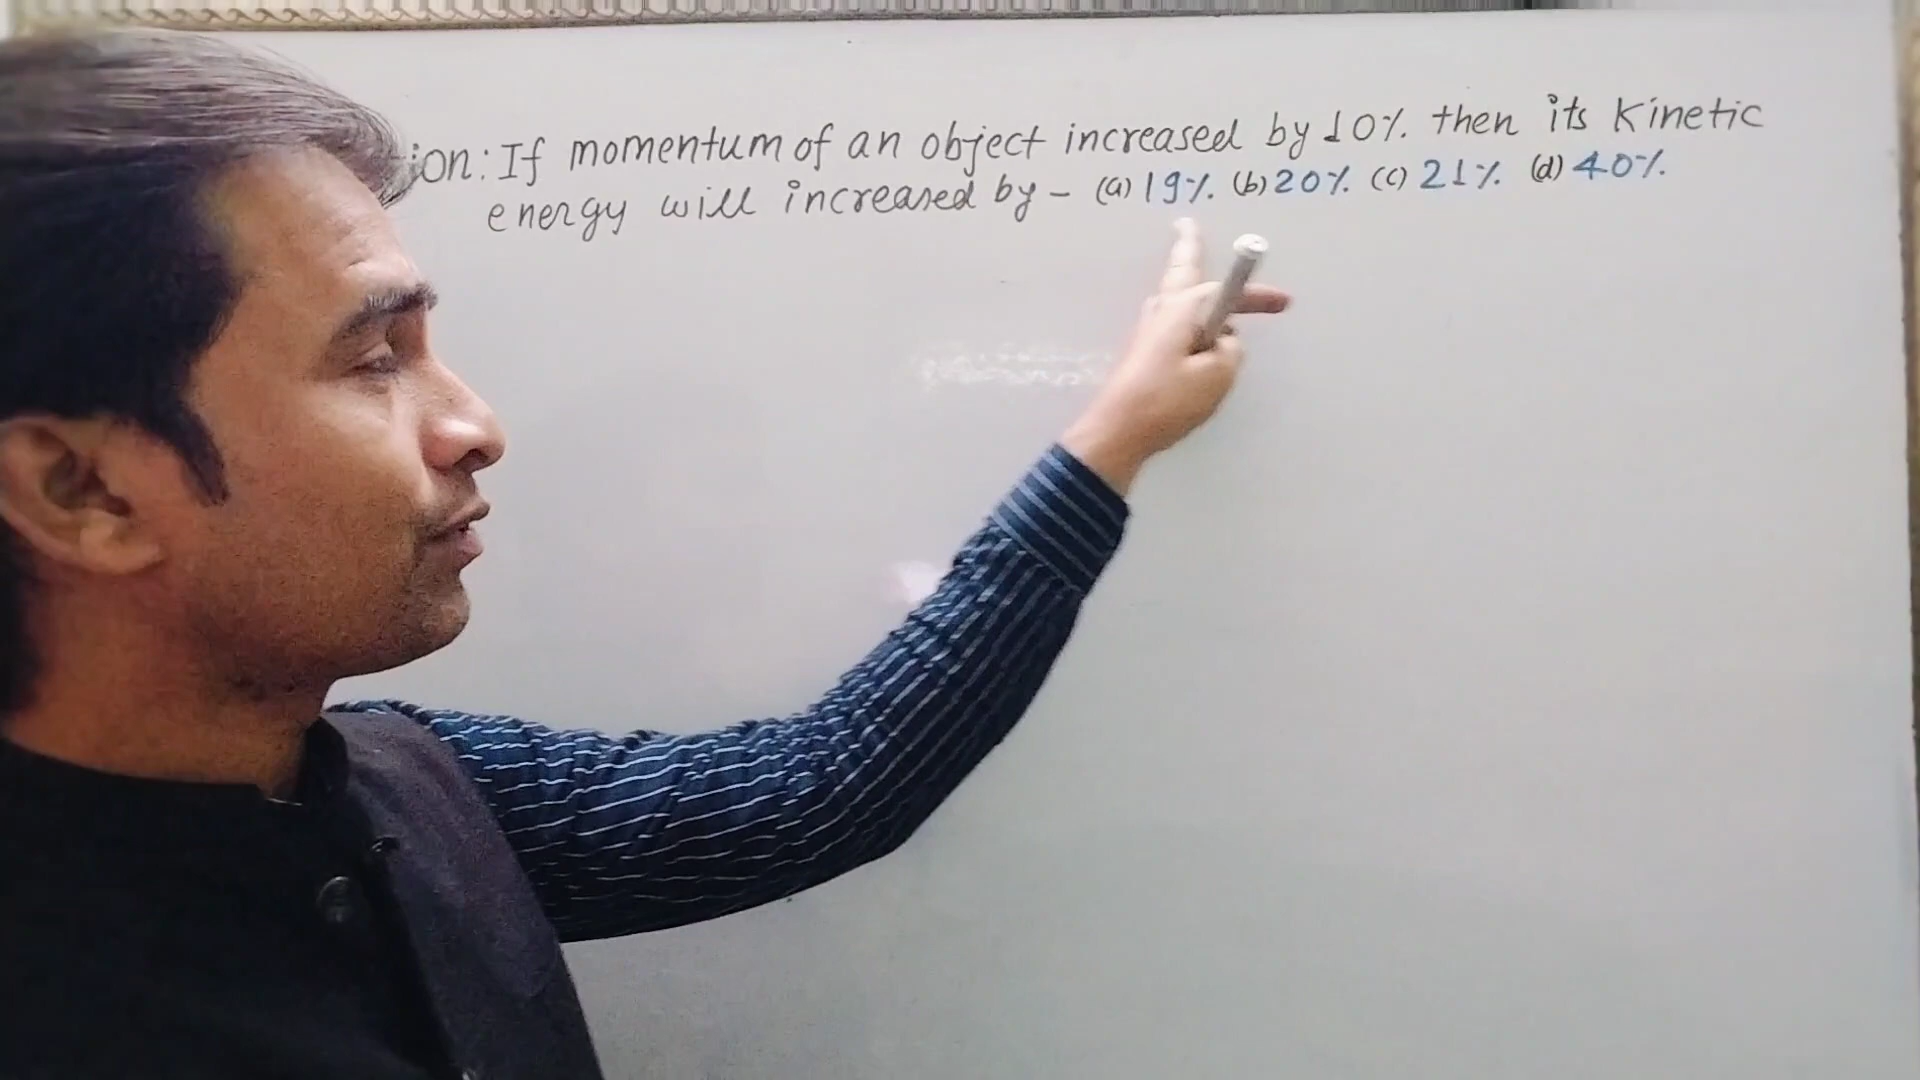 ion: If momentum of an object increased by 10%. then its Kinetic
energy will increased by - (a) 19%. (b) 20%. (c) 21%. (d) 40%.